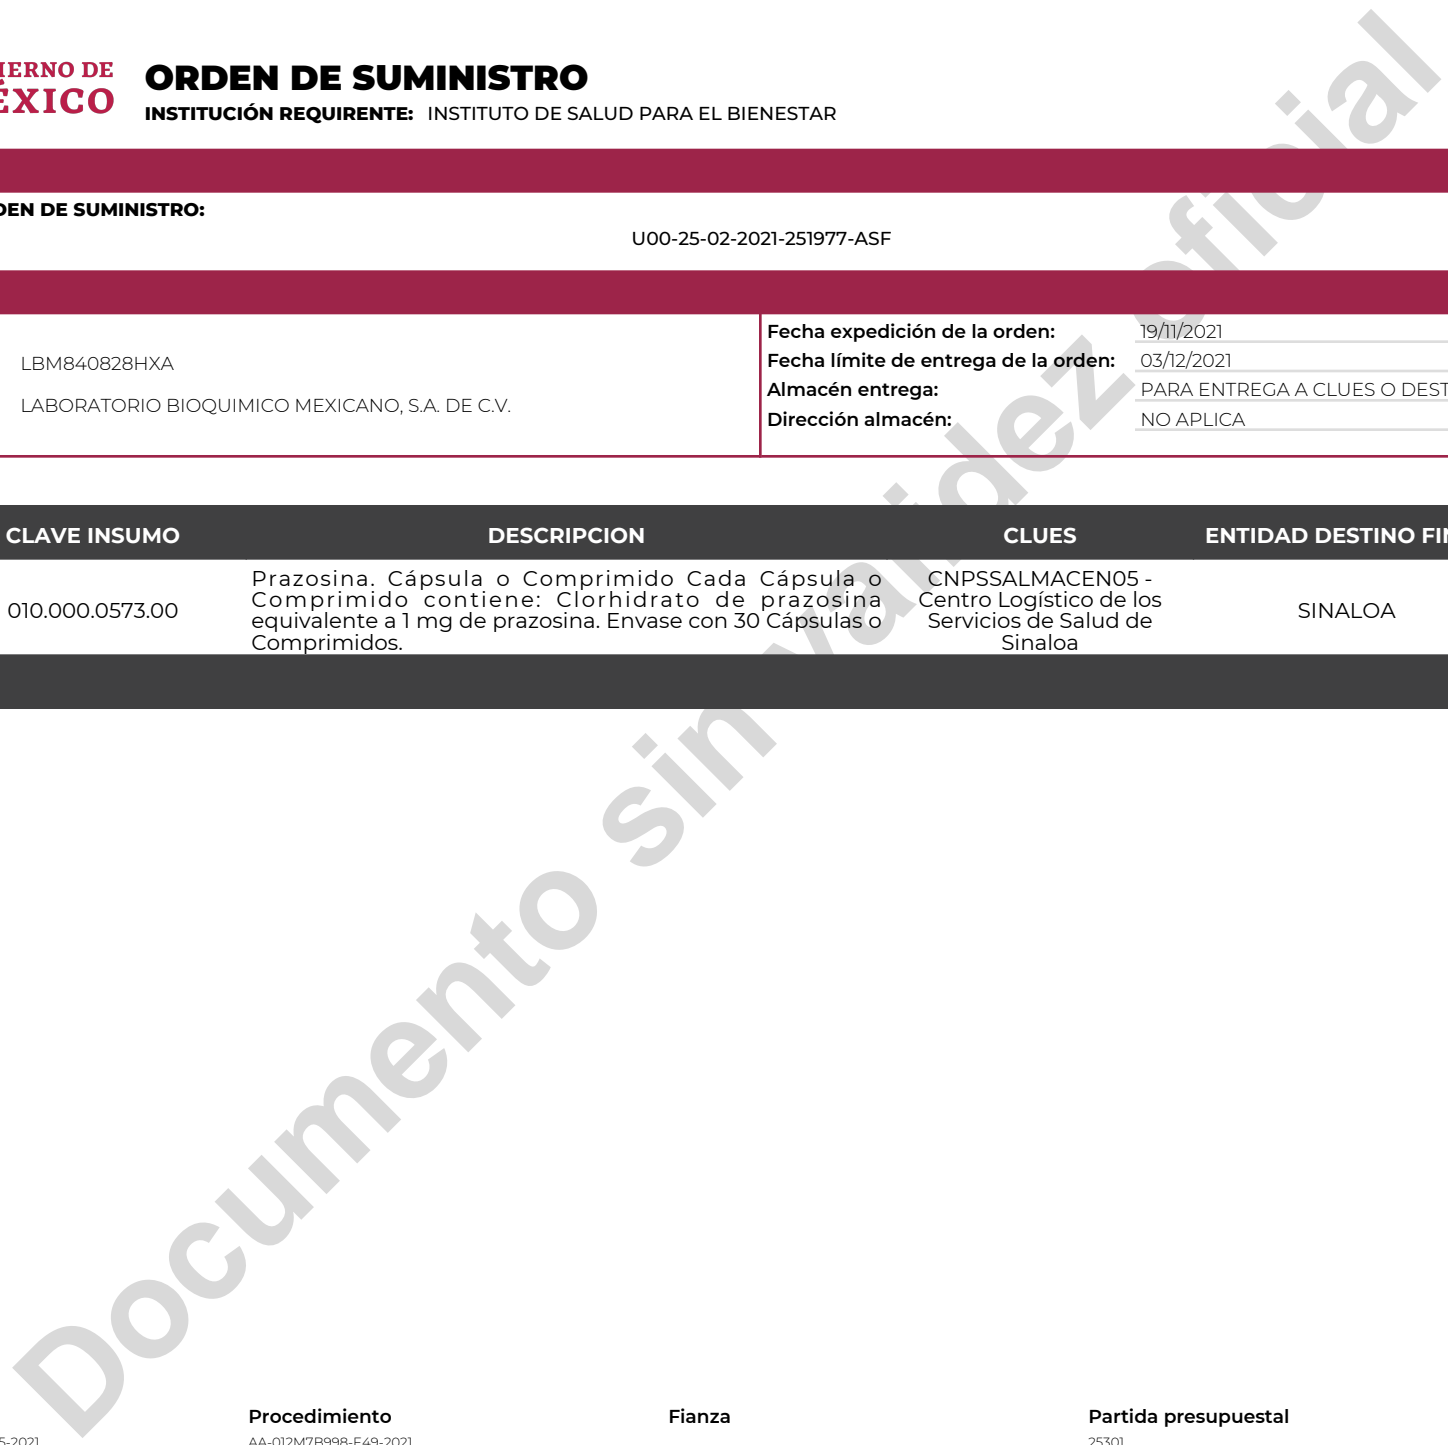 ORDEN DE SUMINISTRO
INSTITUCIÓN REQUIRENTE: INSTITUTO DE SALUD PARA EL BIENESTAR
DE SUMINISTRO:
U00-25-02-2021-251977-ASF
LBM840828HXA
LABORATORIO BIOQUIMICO MEXICANO, S.A. DE C.V.
Fecha expedición de la orden: 19/11/2021
Fecha límite de entrega de la orden: 03/12/2021
Almacén entrega: PARA ENTREGA A CLUES O DEST
Dirección almacén: NO APLICA
CLAVE INSUMO DESCRIPCION CLUES ENTIDAD DESTINO
010.000.0573.00
Prazosina. Cápsula o Comprimido Cada Cápsula o
Comprimido contiene: Clorhidrato de prazosina
equivalente a 1 mg de prazosina. Envase con 30 Cápsulas o
Comprimidos.
CNPSSALMACEN05 -
Centro Logístico de los
Servicios de Salud de
Sinaloa
SINALOA
Documento sin validez oficial
Procedimiento Fianza Partida presupuestal